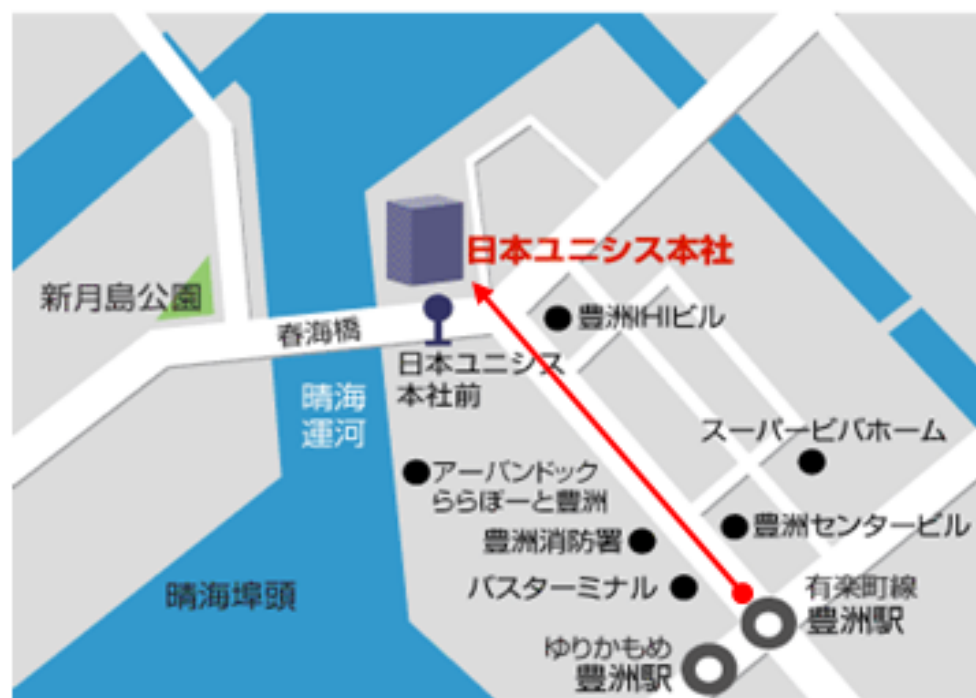 日本ユニシス本社
新月島公園
豊洲IHIビル
春海橋
日本ユニシス
本社前
晴海
運河
スーパービバホーム
アーバンドック
ららぽーと豊洲
豊洲センタービル
豊洲消防署
バスターミナル
有楽町線
豊洲駅
晴海埠頭
ゆりかもめ
豊洲駅